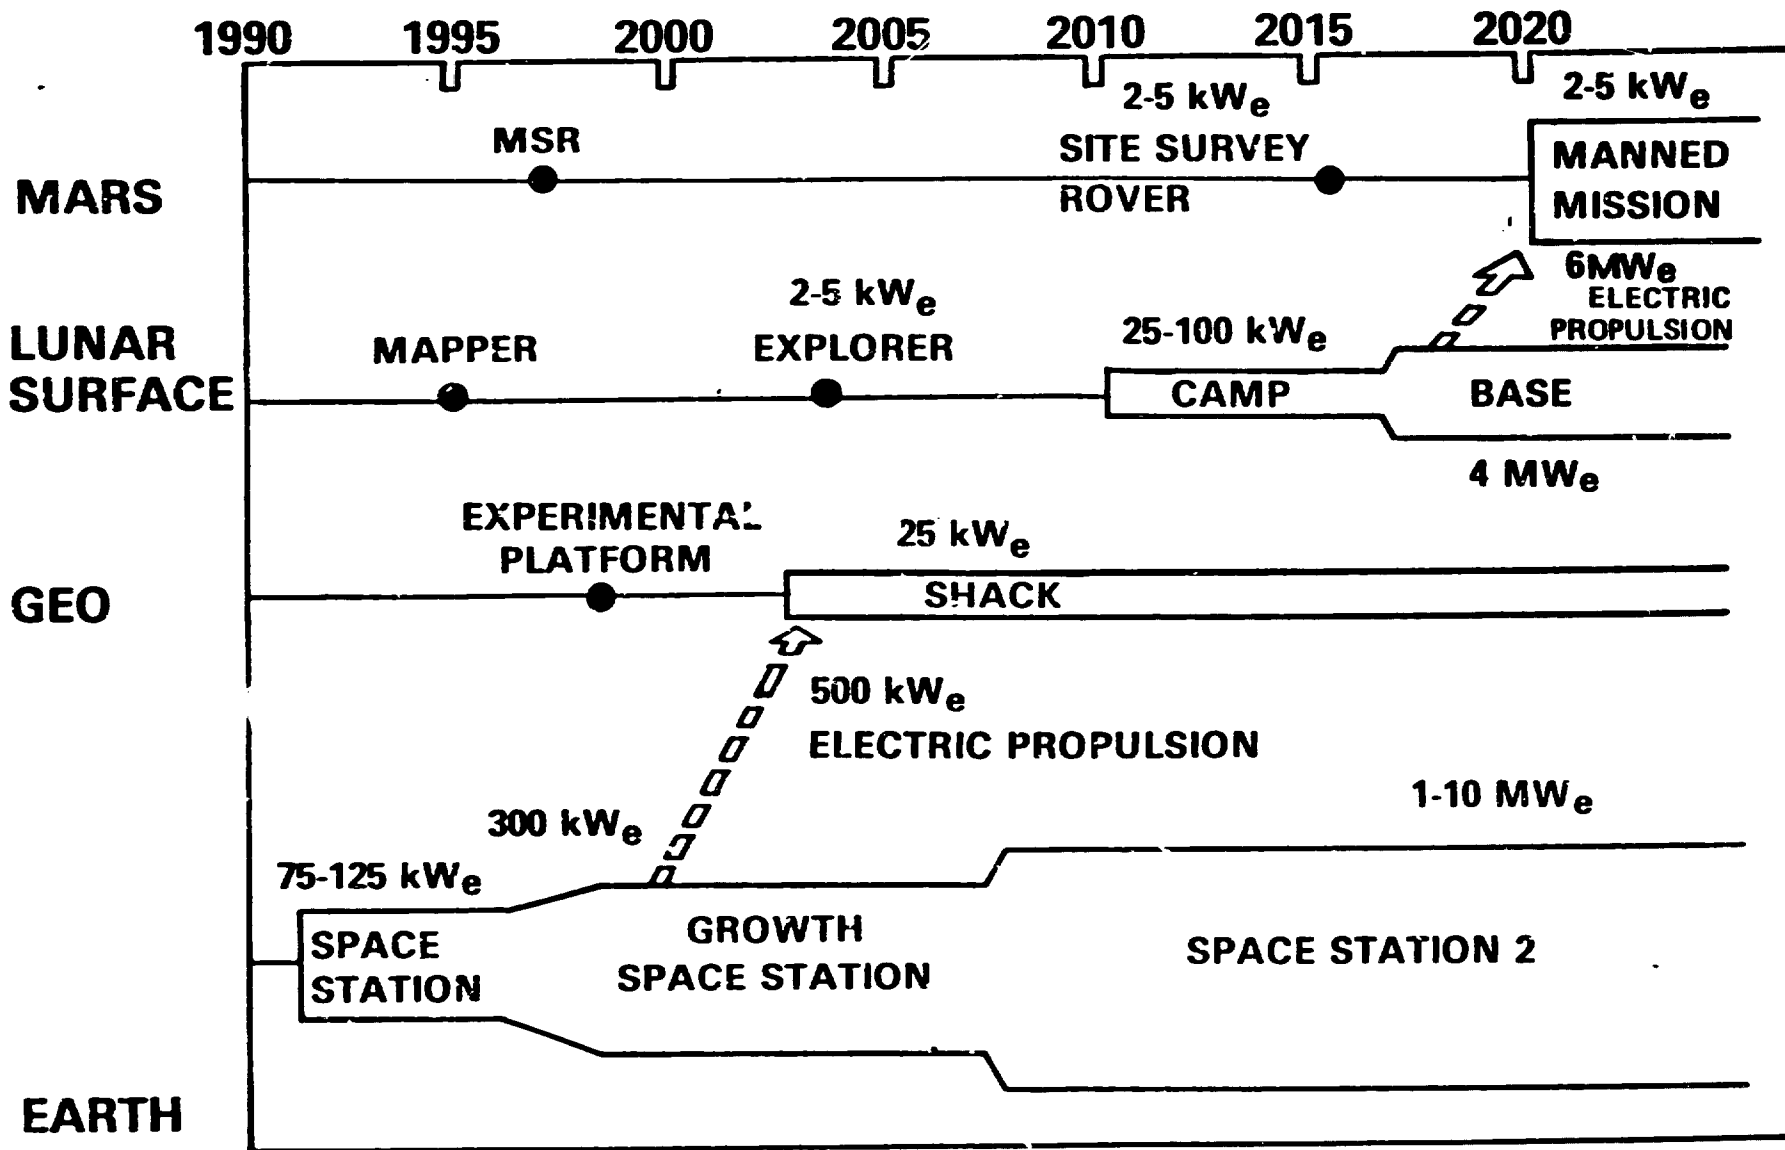 1990 1995 2000 2005 2010 2015 2020
2-5 kWe
2-5 kWe
MSR
SITE SURVEY
ROVER
MANNED
MISSION
MARS
6MWe
ELECTRIC
PROPULSION
2-5 kWe
EXPLORER
MAPPER
25-100 kWe
LUNAR
SURFACE
CAMP
BASE
4 MWe
EXPERIMENTAL
PLATFORM
25 kWe
GEO
SHACK
500 kWe
ELECTRIC PROPULSION
300 kWe
1-10 MWe
75-125 kWe
SPACE
STATION
GROWTH
SPACE STATION
SPACE STATION 2
EARTH